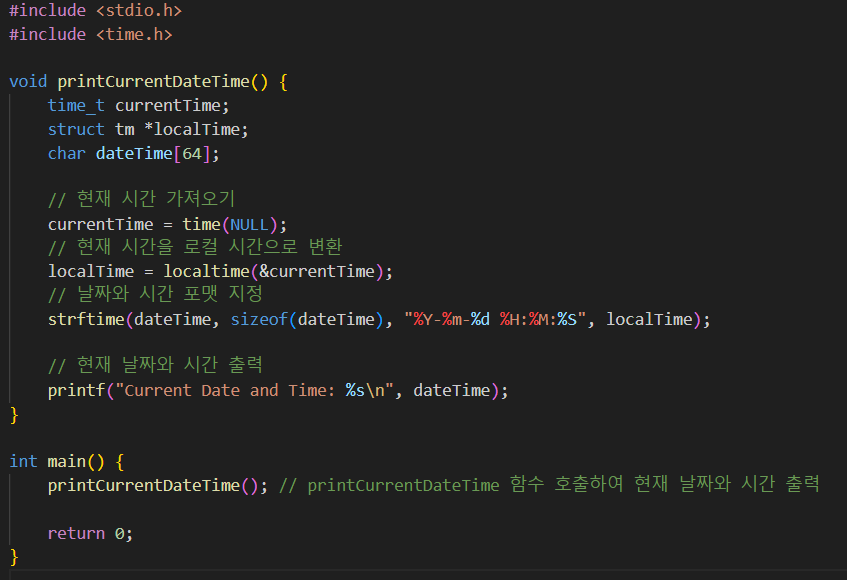 #include <stdio.h>
#include <time.h>
void printCurrentDateTime() {
time_t currentTime;
struct tm *localTime;
char dateTime[64];
// 현재 시간 가져오기
currentTime = time(NULL);
// 현재 시간을 로컬 시간으로 변환
localTime = localtime(&currentTime);
// 날짜와 시간 포맷 지정
strftime(dateTime, sizeof(dateTime), "%Y-%m-%d %H:%M:%S", localTime);
// 현재 날짜와 시간 출력
printf("Current Date and Time: %s\n", dateTime);
}
int main() {
printCurrentDateTime(); // printCurrentDateTime 함수 호출하여 현재 날짜와 시간 출력
return 0;
}